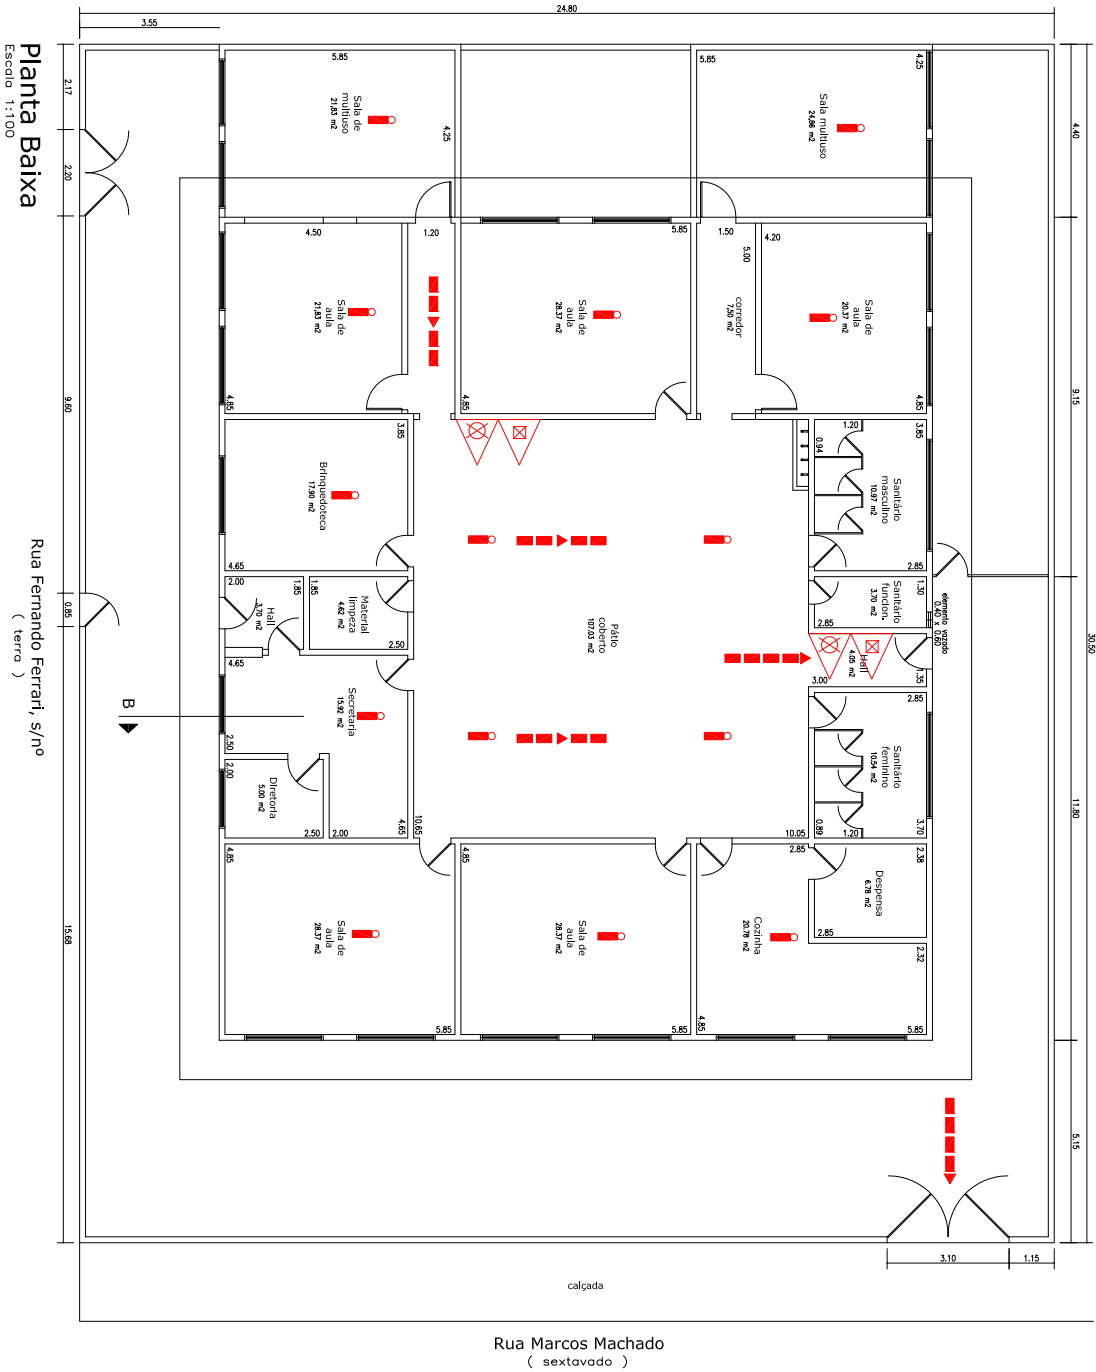 24.80
3.55
Planta Baixa
Escala 1:100
2.17
2.20
9.60
0.85
15.68
4.40
9.15
11.80
5.15
30.50
5.85
Sala de
multiuso
21,83 m2
4.25
5.85
Sala multiuso
24,86 m2
4.25
4.50
Sala de
aula
21,83 m2
4.85
1.20
5.85
Sala de
aula
28.37 m2
4.85
1.50
5.00
corredor
7,50 m2
4.20
Sala de
aula
20.37 m2
4.85
3.85
Brinquedoteca
17.90 m2
4.65
1.20
0.94
3.85
Sanitário
masculino
10.97 m2
2.85
2.00
1.85
Hall
3.70 m2
1.85
Material
limpeza
4.62 m2
2.50
1.30
Sanitário
funcion.
3.70 m2
2.85
elemento vazado
0.40 x 0.60
Hall
4.05 m2
1.35
3.00
Pátio
coberto
107.03 m2
10.65
10.05
4.65
Secretaria
15.92 m2
2.50
2.00
Diretoria
5.00 m2
2.50
2.00
4.65
2.85
Sanitário
feminino
10.54 m2
0.89
1.20
3.70
4.85
Sala de
aula
28.37 m2
5.85
4.85
Sala de
aula
28.37 m2
5.85
2.85
Cozinha
20.78 m2
4.85
5.85
2.38
Despensa
6.78 m2
2.85
2.32
B
Rua Fernando Ferrari, s/nº
( terra )
3.10
1.15
calçada
Rua Marcos Machado
( sextavado )